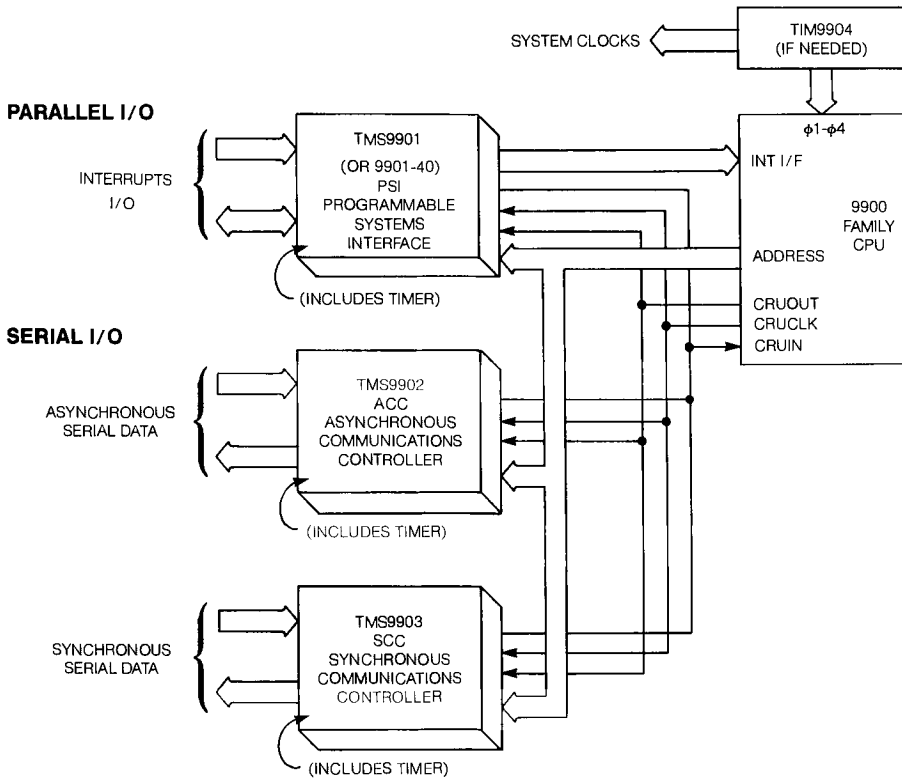 SYSTEM CLOCKS
TIM9904
(IF NEEDED)
PARALLEL I/O
INTERRUPTS
I/O
TMS9901
(OR 9901-40)
PSI
PROGRAMMABLE
SYSTEMS
INTERFACE
(INCLUDES TIMER)
ϕ1-ϕ4
INT I/F
9900
FAMILY
CPU
ADDRESS
CRUOUT
CRUCLK
CRUIN
SERIAL I/O
ASYNCHRONOUS
SERIAL DATA
TMS9902
ACC
ASYNCHRONOUS
COMMUNICATIONS
CONTROLLER
(INCLUDES TIMER)
SYNCHRONOUS
SERIAL DATA
TMS9903
SCC
SYNCHRONOUS
COMMUNICATIONS
CONTROLLER
(INCLUDES TIMER)